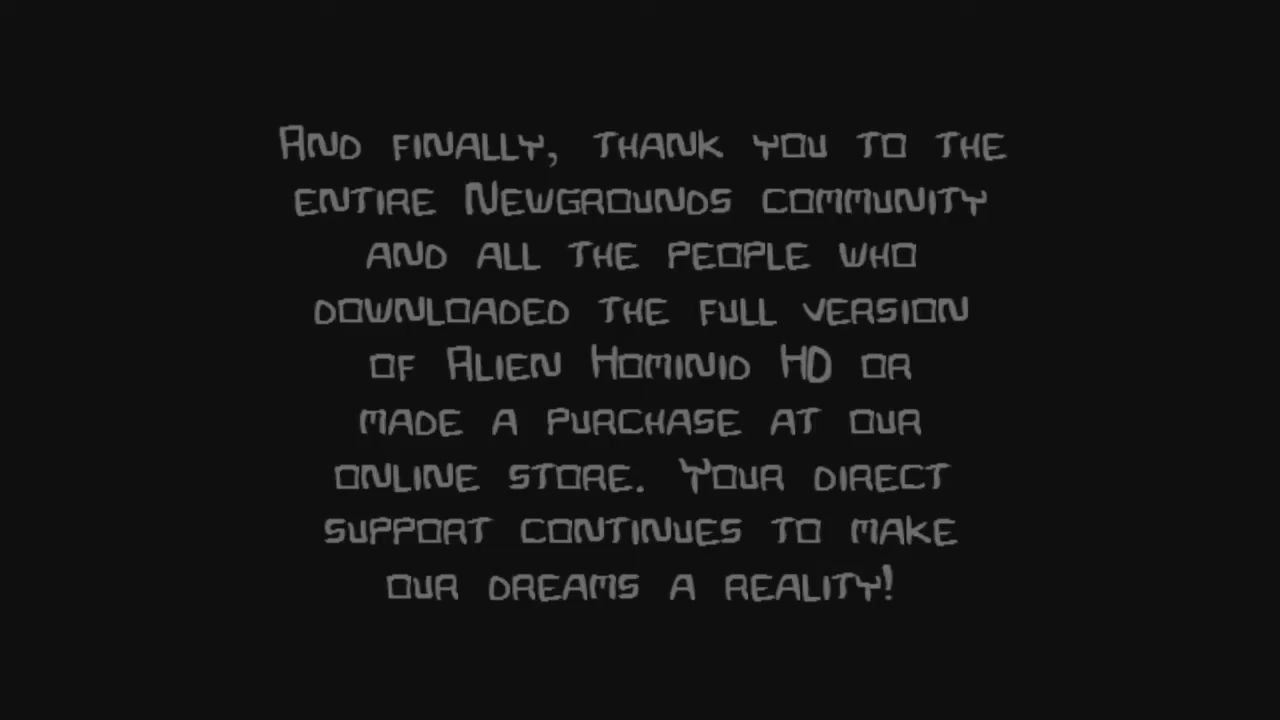 And finally, thank you to the
entire Newgrounds community
and all the people who
downloaded the full version
of Alien Hominid HD or
made a purchase at our
online store. Your direct
support continues to make
our dreams a reality!